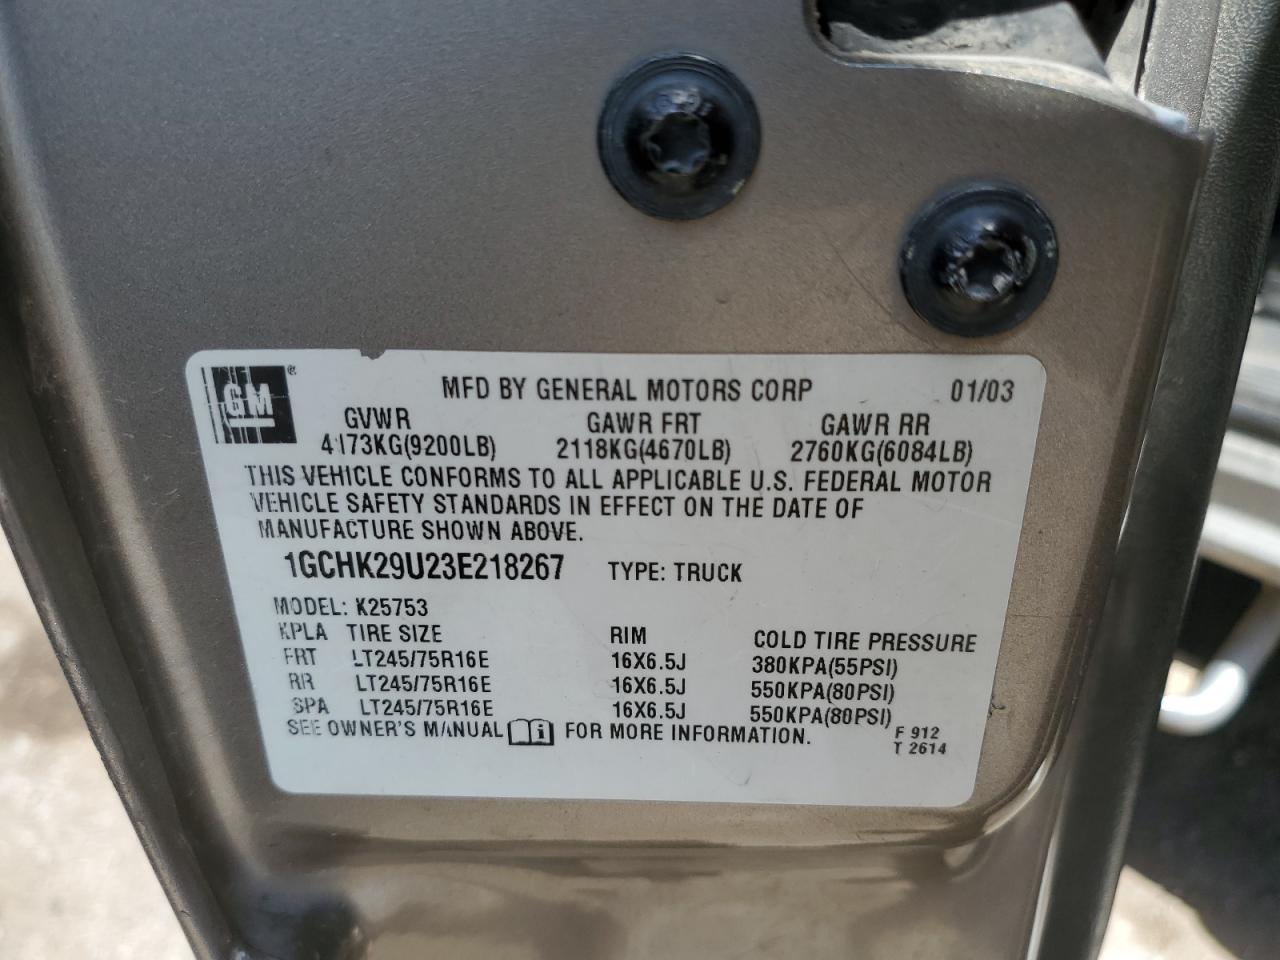 GM ®
MFD BY GENERAL MOTORS CORP 01/03
GVWR GAWR FRT GAWR RR
4173KG(9200LB) 2118KG(4670LB) 2760KG(6084LB)
THIS VEHICLE CONFORMS TO ALL APPLICABLE U.S. FEDERAL MOTOR
VEHICLE SAFETY STANDARDS IN EFFECT ON THE DATE OF
MANUFACTURE SHOWN ABOVE.
1GCHK29U23E218267 TYPE: TRUCK
MODEL: K25753
KPLA TIRE SIZE RIM COLD TIRE PRESSURE
FRT LT245/75R16E 16X6.5J 380KPA(55PSI)
RR LT245/75R16E 16X6.5J 550KPA(80PSI)
SPA LT245/75R16E 16X6.5J 550KPA(80PSI)
SEE OWNER'S MANUAL i FOR MORE INFORMATION.
F 912
T 2614